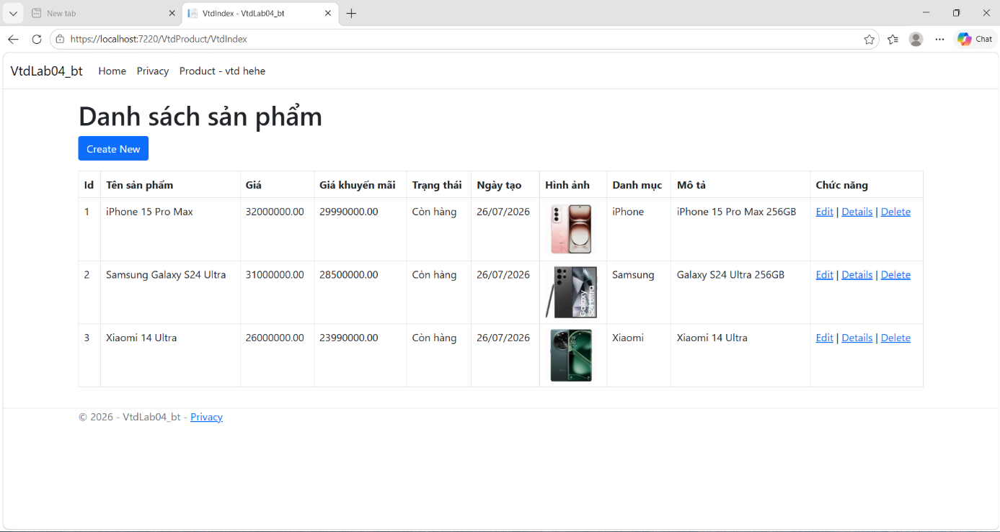 New tab
VtdIndex - VtdLab04_bt
https://localhost:7220/VtdProduct/VtdIndex
Chat
VtdLab04_bt Home Privacy Product - vtd hehe
Danh sách sản phẩm
Create New
Id Tên sản phẩm Giá Giá khuyến mãi Trạng thái Ngày tạo Hình ảnh Danh mục Mô tả Chức năng
1 iPhone 15 Pro Max 32000000.00 29990000.00 Còn hàng 26/07/2026 iPhone iPhone 15 Pro Max 256GB Edit | Details | Delete
2 Samsung Galaxy S24 Ultra 31000000.00 28500000.00 Còn hàng 26/07/2026 Samsung Galaxy S24 Ultra 256GB Edit | Details | Delete
Galaxy
S24 Ultra
3 Xiaomi 14 Ultra 26000000.00 23990000.00 Còn hàng 26/07/2026 Xiaomi Xiaomi 14 Ultra Edit | Details | Delete
© 2026 - VtdLab04_bt - Privacy